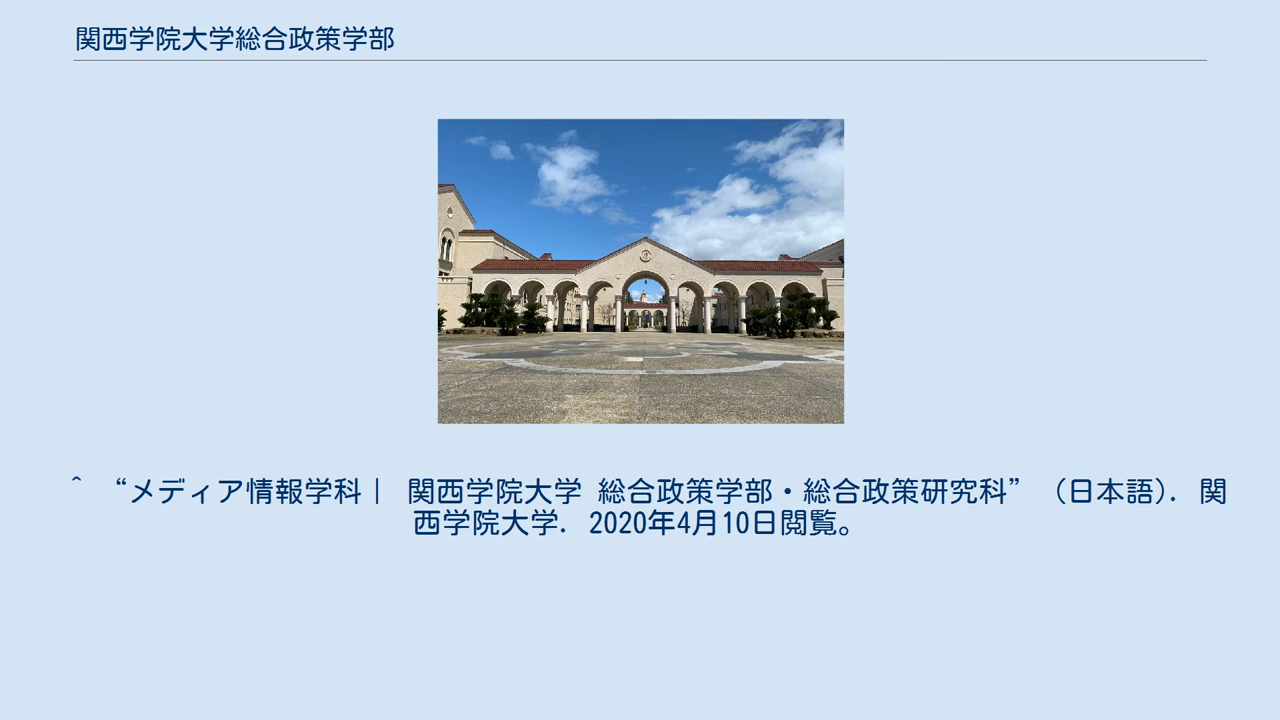 関西学院大学総合政策学部
^ “メディア情報学科｜ 関西学院大学 総合政策学部・総合政策研究科” (日本語). 関
西学院大学. 2020年4月10日閲覧。